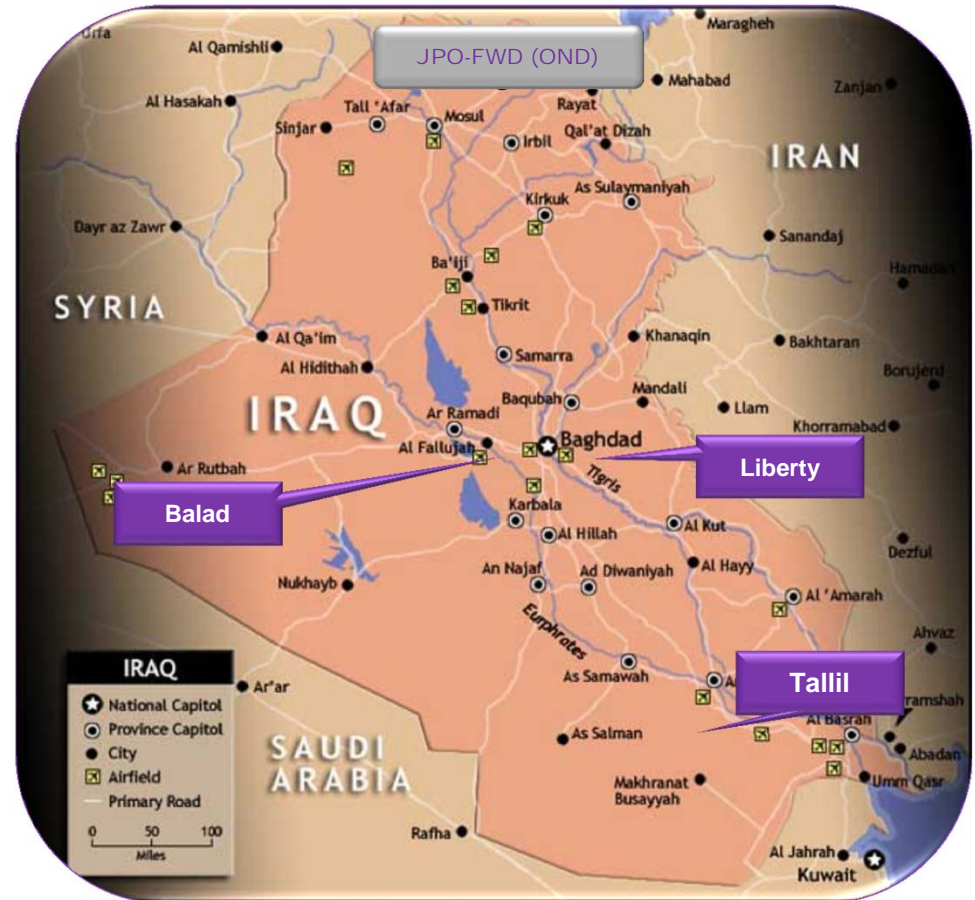 JPO-FWD (OND)
Urfa
Al Qamishli
Maragheh
Mahabad
Zanjan
Al Hasakah
Tall 'Afar
Mosul
Rayat
Sinjar
Irbil
Qal'at Dizah
IRAN
As Sulaymaniyah
Kirkuk
Dayr az Zawr
Sanandaj
Ba'iji
Hamadan
SYRIA
Tikrit
Al Qa'im
Khanaqin
Bakhtaran
Samarra
Al Hidithah
Borujerd
Baqubah
Mandali
IRAQ
Llam
Ar Ramadi
Khorramabad
Al Fallujah
Baghdad
Ar Rutbah
Liberty
Tigris
Balad
Karbala
Al Kut
Al Hillah
Dezful
An Najaf
Ad Diwaniyah
Al Hayy
Nukhayb
Al 'Amarah
Eurphrates
Ahvaz
IRAQ
National Capitol
Province Capitol
City
Airfield
Primary Road
0 50 100
Miles
As Samawah
Tallil
Ar'ar
ramshah
Al Basrah
SAUDI
ARABIA
As Salman
Abadan
Makhranat
Busayyah
Umm Qasr
Rafha
Al Jahrah
Kuwait